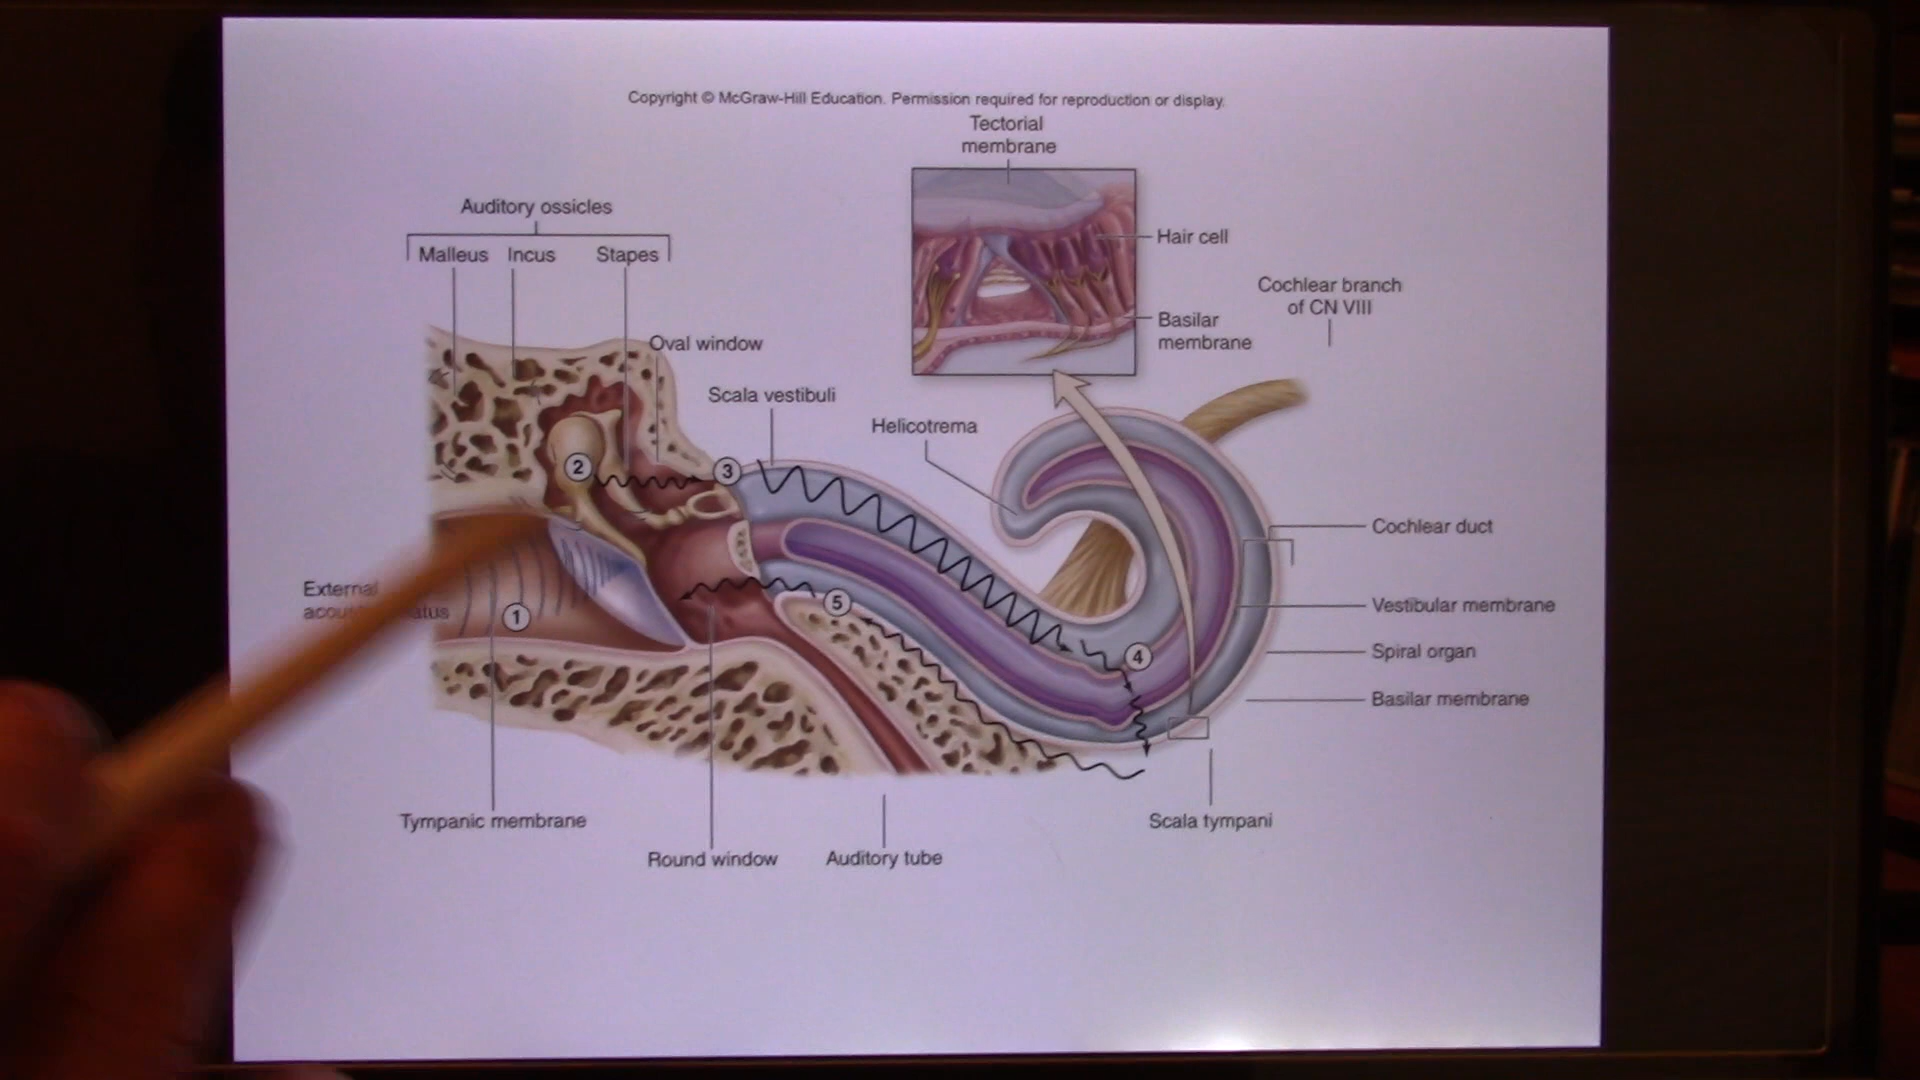 Copyright © McGraw-Hill Education. Permission required for reproduction or display.
Tectorial
membrane
Auditory ossicles
Malleus Incus Stapes
Hair cell
Cochlear branch
of CN VIII
Basilar
membrane
Oval window
Scala vestibuli
Helicotrema
2
3
Cochlear duct
External
1
5
Vestibular membrane
4
Spiral organ
Basilar membrane
Tympanic membrane
Scala tympani
Round window
Auditory tube